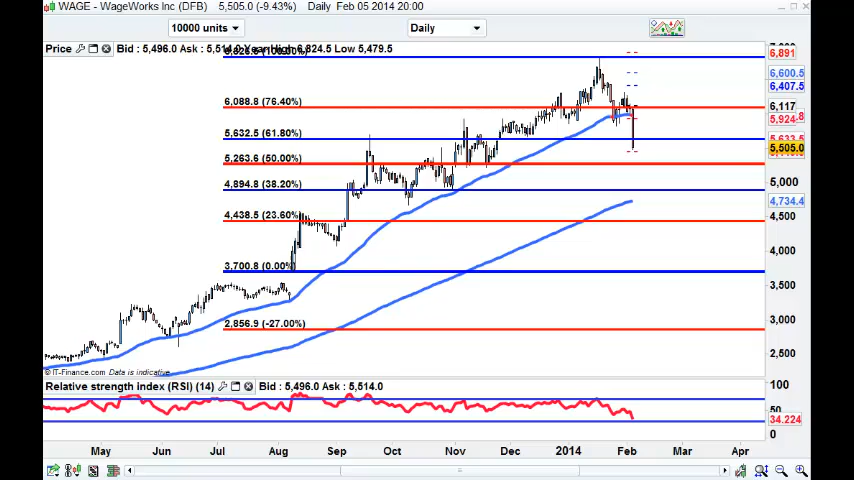 WAGE - WageWorks Inc (DFB) 5,505.0 (-9.43%) Daily Feb 05 2014 20:00
10000 units Daily
Price Bid : 5,496.0 Ask : 5,514.0 Year High 6,824.5 Low 5,479.5
6,891
6,600.5
6,407.5
6,088.8 (76.40%) 6,117
5,924.8
5,632.5 (61.80%)
5,505.0
5,263.6 (50.00%)
5,000
4,894.8 (38.20%)
4,734.4
4,438.5 (23.60%) 4,500
4,000
3,700.8 (0.00%)
3,500
3,000
2,856.9 (-27.00%)
2,500
© IT-Finance.com Data is indicative
Relative strength index (RSI) (14) Bid : 5,496.0 Ask : 5,514.0
100
50
34.224
0
May Jun Jul Aug Sep Oct Nov Dec 2014 Feb Mar Apr